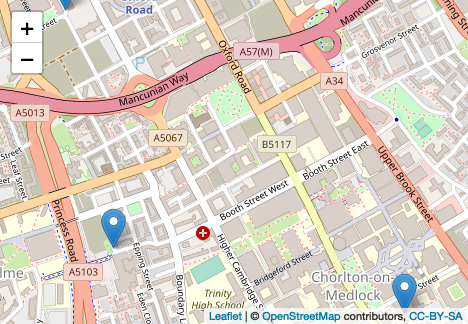 Road
+
−
Oxford Road
A57(M)
Mancunian
Grosvenor Street
A34
Mancunian Way
A5013
A5067
B5117
Street
Leaf Street
Booth Street East
Upper Brook Street
Booth Street West
Princess Road
A5103
Epping Street
Higher Cambridge
Bridgeford Street
Chorlton-on-
Medlock
Trinity
High School
Leaflet | © OpenStreetMap contributors, CC-BY-SA